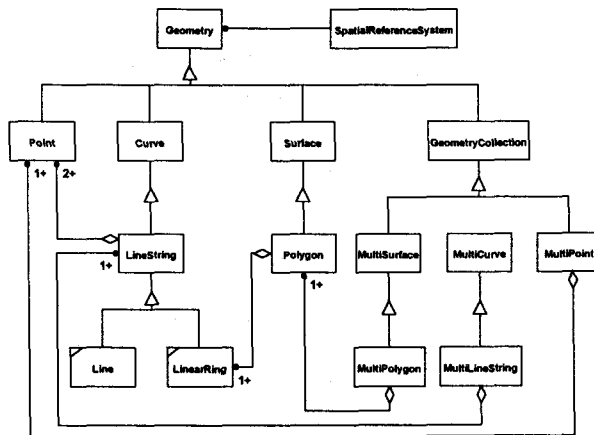 Geometry
SpatialReferenceSystem
Point
Curve
Surface
GeometryCollection
1+
2+
LineString
1+
Polygon
1+
MultiSurface
MultiCurve
MultiPoint
Line
LinearRing
1+
MultiPolygon
MultiLineString